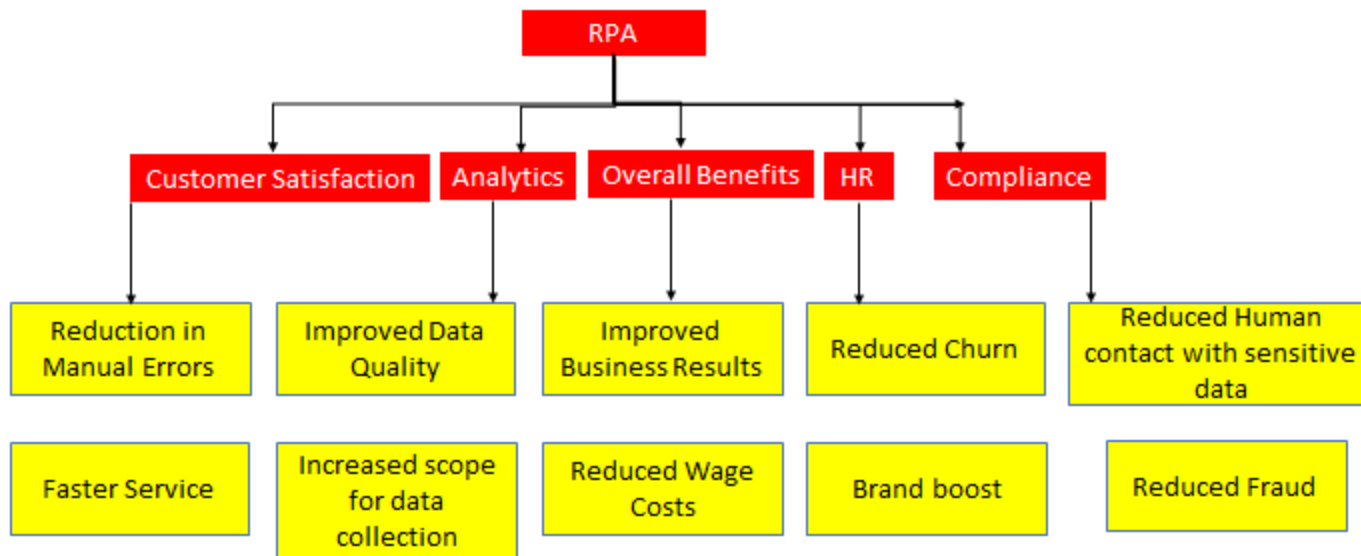 RPA
Customer Satisfaction
Analytics
Overall Benefits
HR
Compliance
Reduction in
Manual Errors
Improved Data
Quality
Improved
Business Results
Reduced Churn
Reduced Human
contact with sensitive
data
Faster Service
Increased scope
for data
collection
Reduced Wage
Costs
Brand boost
Reduced Fraud